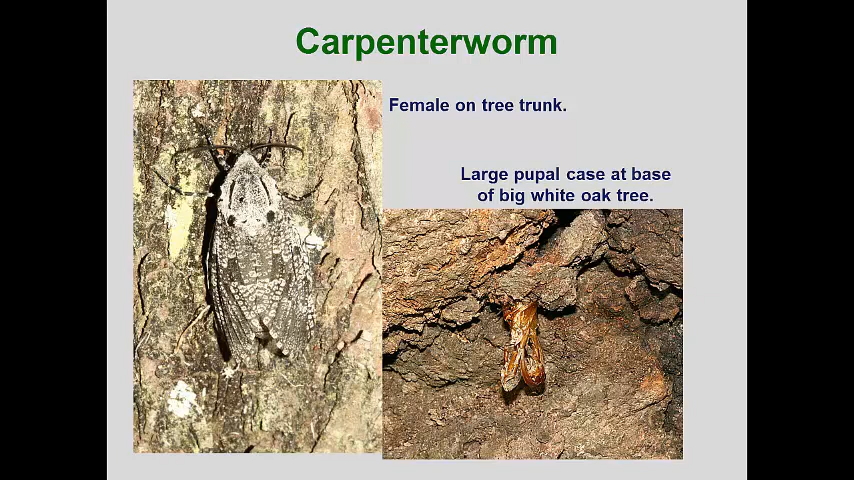 Carpenterworm
Female on tree trunk.
Large pupal case at base
of big white oak tree.